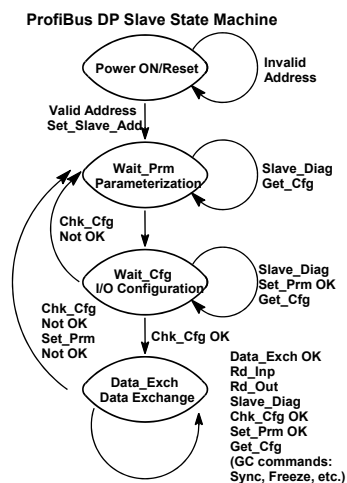 ProfiBus DP Slave State Machine
Power ON/Reset
Invalid
Address
Valid Address
Set_Slave_Add
Wait_Prm
Parameterization
Slave_Diag
Get_Cfg
Chk_Cfg
Not OK
Wait_Cfg
I/O Configuration
Slave_Diag
Set_Prm OK
Get_Cfg
Chk_Cfg
Not OK
Set_Prm
Not OK
Chk_Cfg OK
Data_Exch
Data Exchange
Data_Exch OK
Rd_Inp
Rd_Out
Slave_Diag
Chk_Cfg OK
Set_Prm OK
Get_Cfg
(GC commands:
Sync, Freeze, etc.)